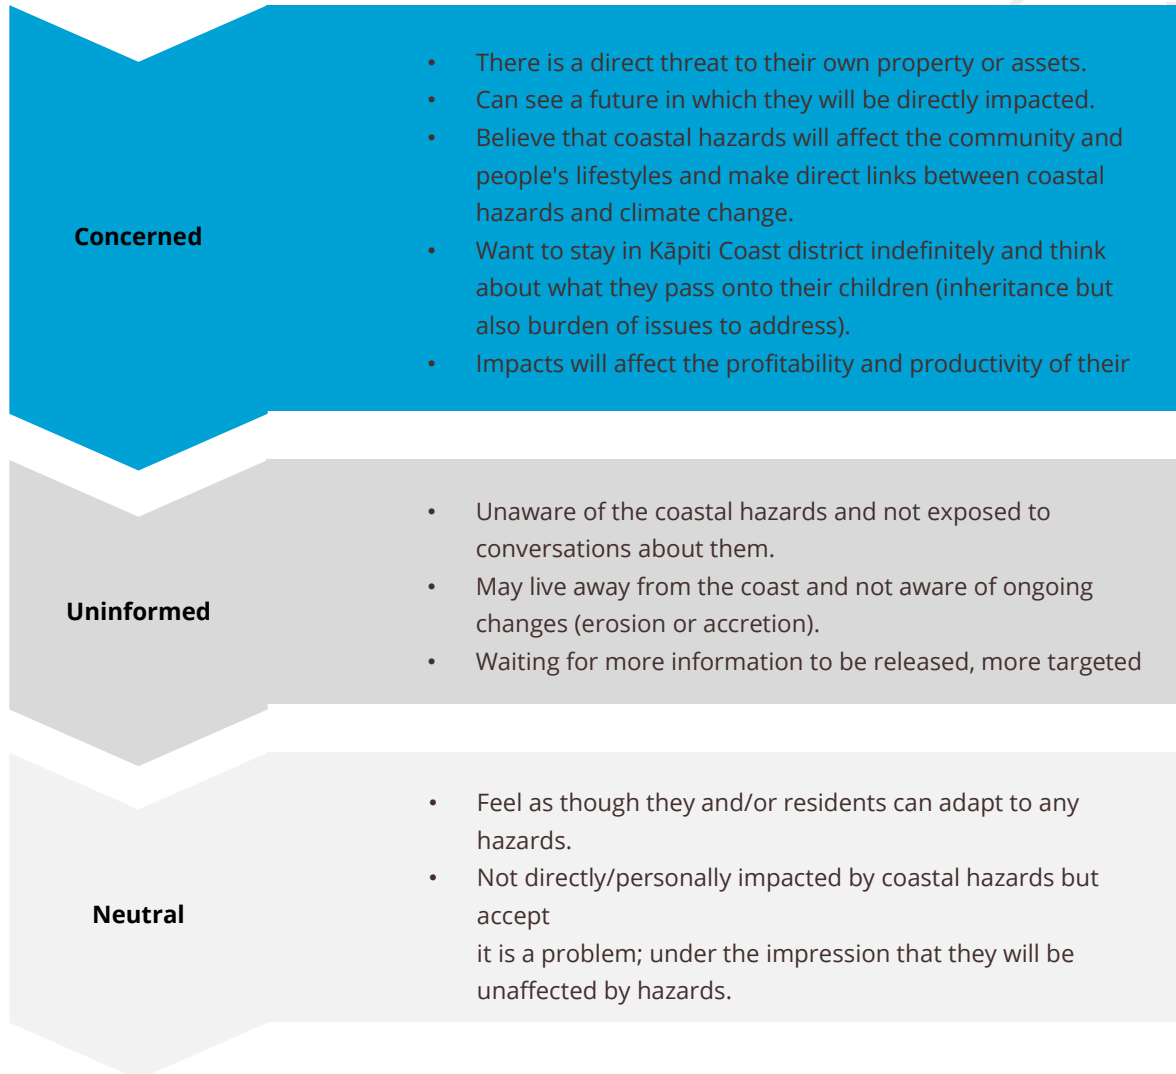 Concerned
• There is a direct threat to their own property or assets.
• Can see a future in which they will be directly impacted.
• Believe that coastal hazards will affect the community and
people's lifestyles and make direct links between coastal
hazards and climate change.
• Want to stay in Kāpiti Coast district indefinitely and think
about what they pass onto their children (inheritance but
also burden of issues to address).
• Impacts will affect the profitability and productivity of their
Uninformed
• Unaware of the coastal hazards and not exposed to
conversations about them.
• May live away from the coast and not aware of ongoing
changes (erosion or accretion).
• Waiting for more information to be released, more targeted
Neutral
• Feel as though they and/or residents can adapt to any
hazards.
• Not directly/personally impacted by coastal hazards but
accept
it is a problem; under the impression that they will be
unaffected by hazards.